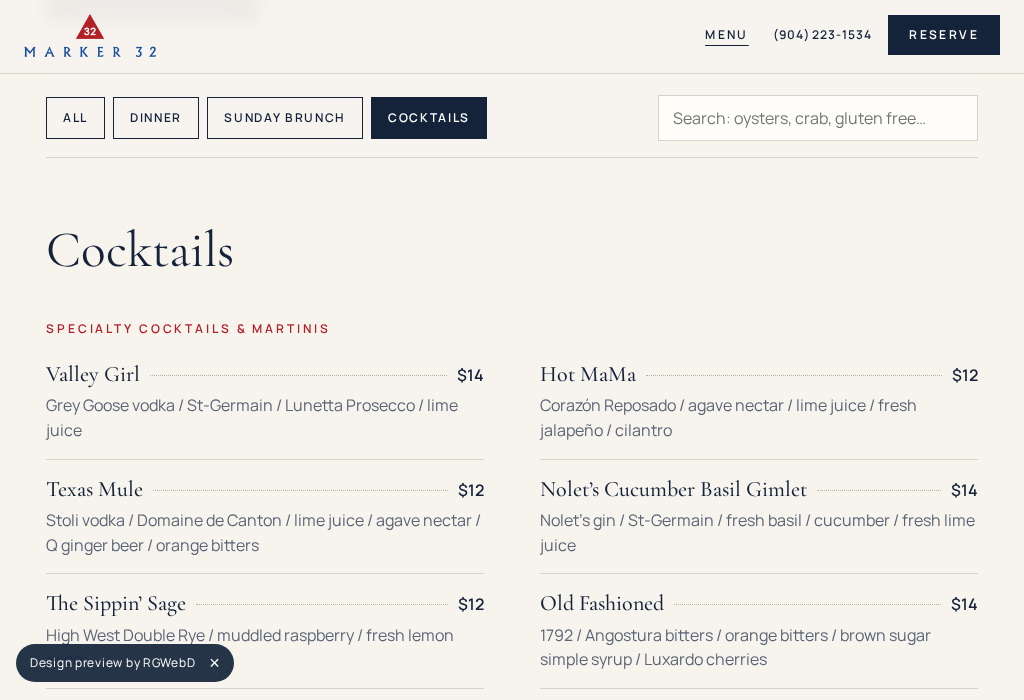 32
MARKER 32
MENU
(904) 223-1534
RESERVE
ALL
DINNER
SUNDAY BRUNCH
COCKTAILS
Search: oysters, crab, gluten free…
Cocktails
SPECIALTY COCKTAILS & MARTINIS
Valley Girl $14
Grey Goose vodka / St-Germain / Lunetta Prosecco / lime
juice
Hot MaMa $12
Corazón Reposado / agave nectar / lime juice / fresh
jalapeño / cilantro
Texas Mule $12
Stoli vodka / Domaine de Canton / lime juice / agave nectar /
Q ginger beer / orange bitters
Nolet’s Cucumber Basil Gimlet $14
Nolet’s gin / St-Germain / fresh basil / cucumber / fresh lime
juice
The Sippin’ Sage $12
High West Double Rye / muddled raspberry / fresh lemon
Old Fashioned $14
1792 / Angostura bitters / orange bitters / brown sugar
simple syrup / Luxardo cherries
Design preview by RGWebD ×